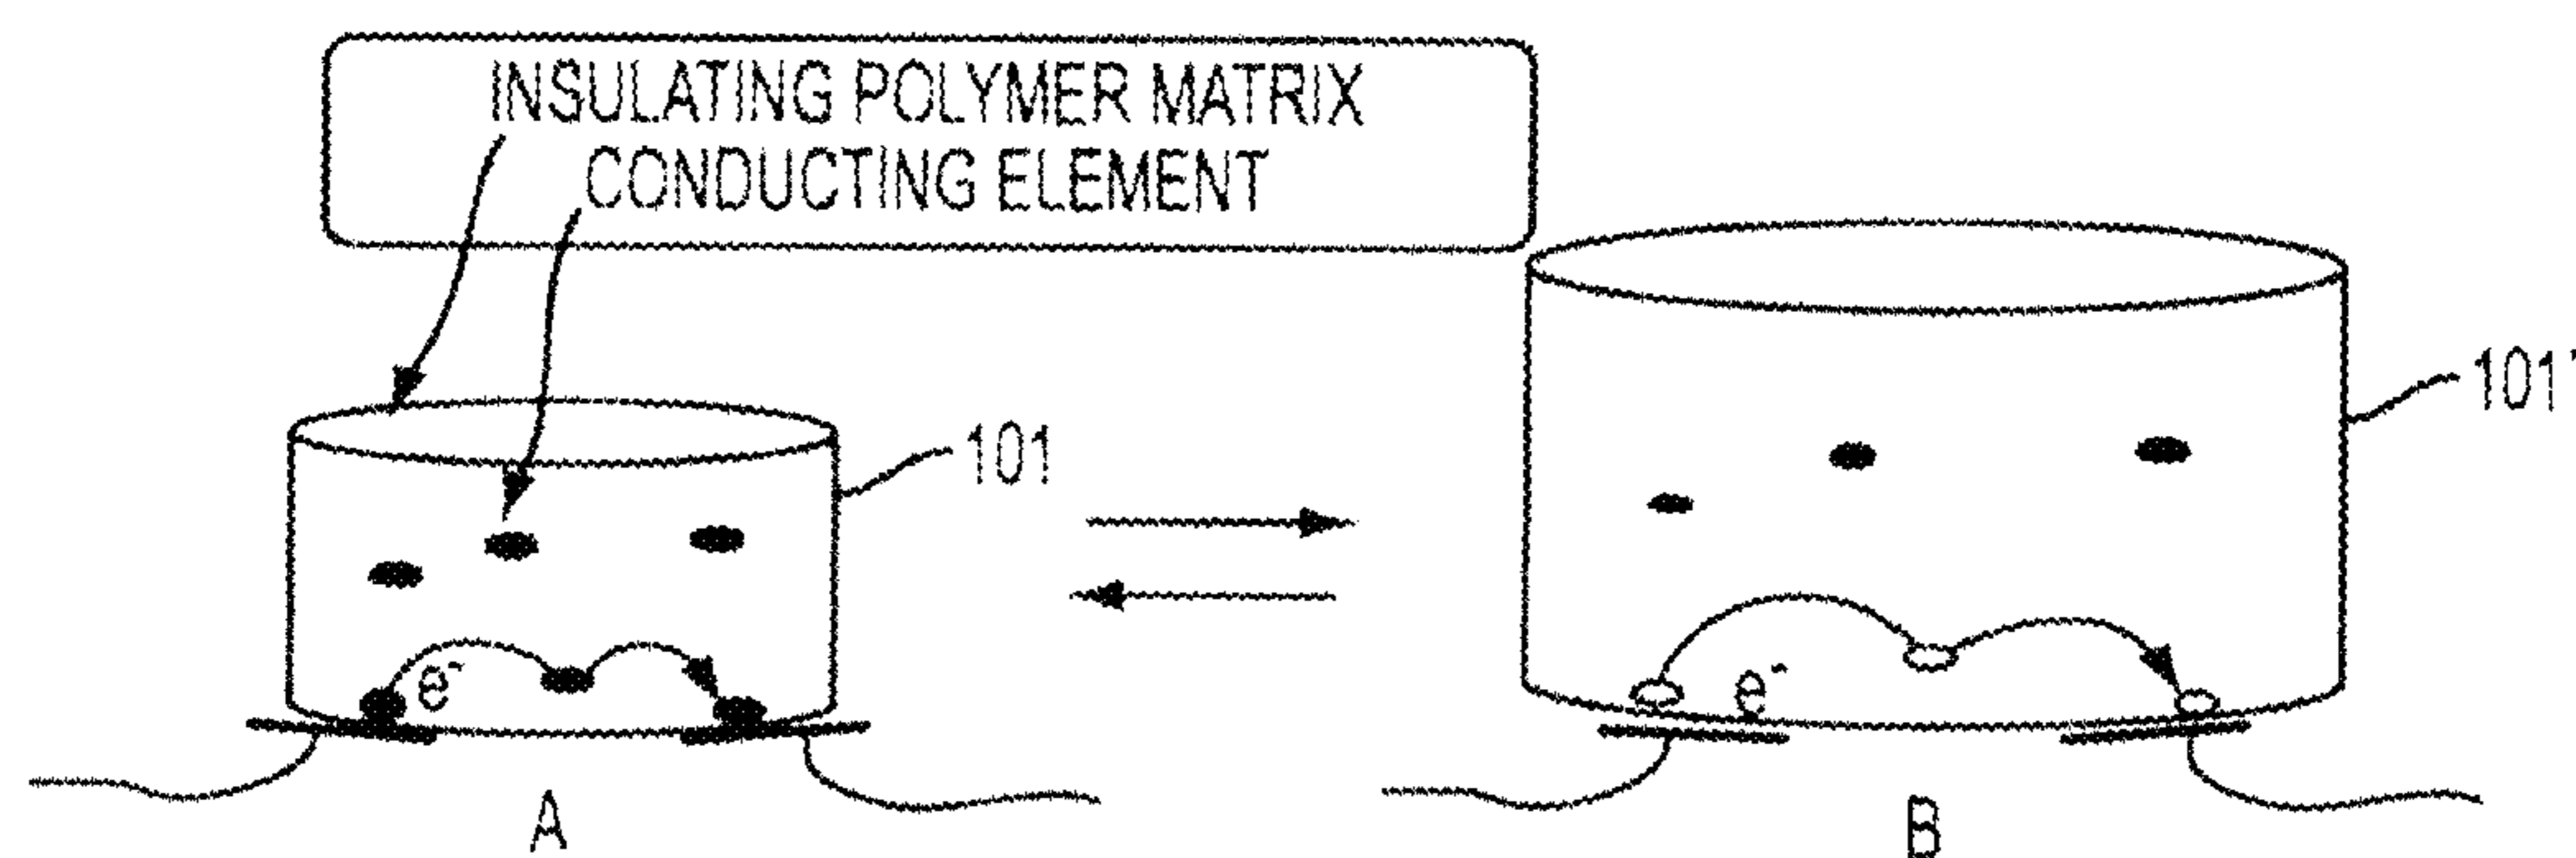 INSULATING POLYMER MATRIX
CONDUCTING ELEMENT
101
101'
e-
e-
A
B